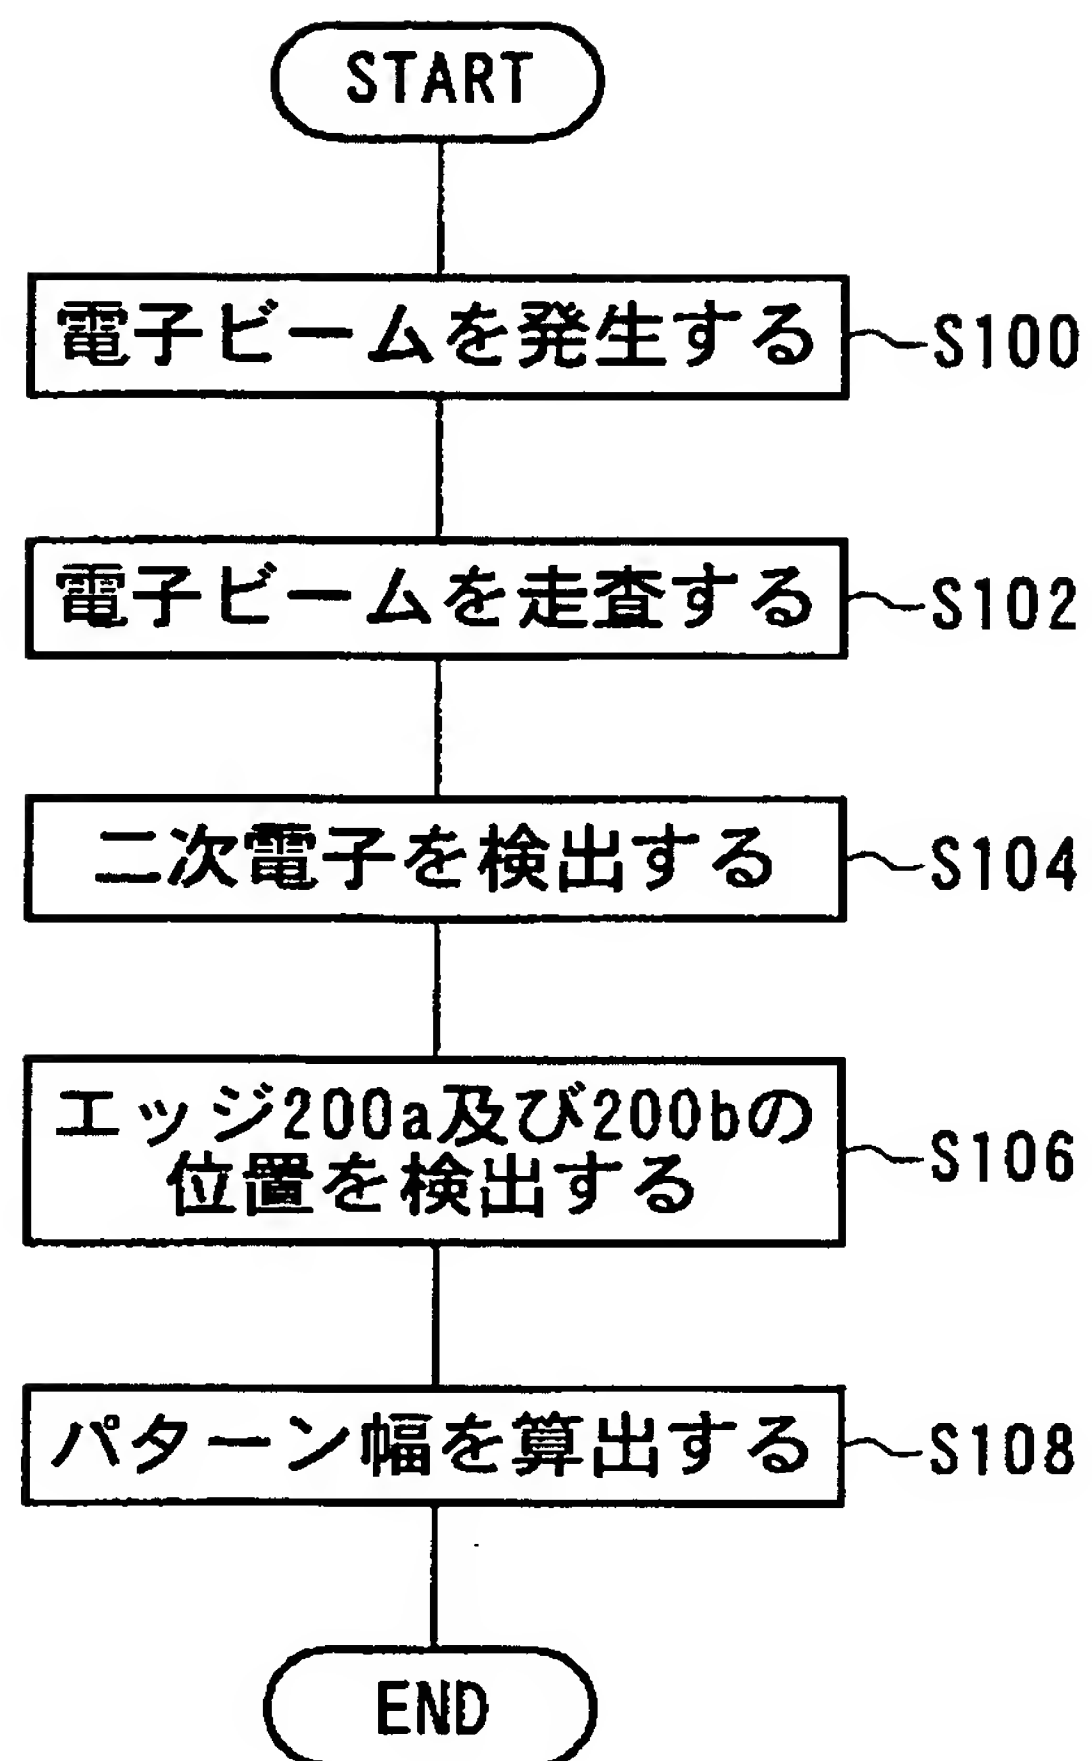 START
電子ビームを発生する
S100
電子ビームを走査する
S102
二次電子を検出する
S104
エッジ200a及び200bの
位置を検出する
S106
パターン幅を算出する
S108
END